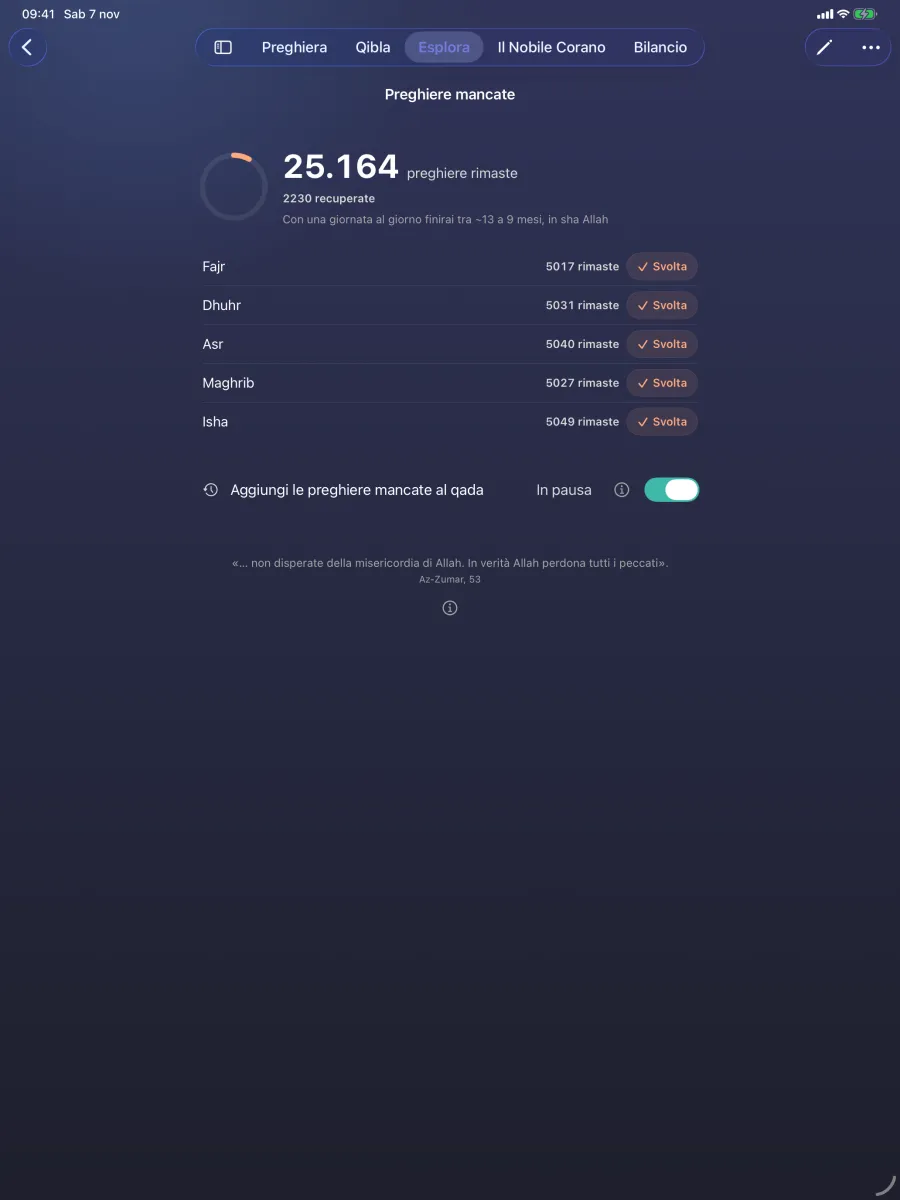 09:41 Sab 7 nov
Preghiera Qibla Esplora Il Nobile Corano Bilancio
Preghiere mancate
25.164 preghiere rimaste
2230 recuperate
Con una giornata al giorno finirai tra ~13 a 9 mesi, in sha Allah
Fajr 5017 rimaste Svolta
Dhuhr 5031 rimaste Svolta
Asr 5040 rimaste Svolta
Maghrib 5027 rimaste Svolta
Isha 5049 rimaste Svolta
Aggiungi le preghiere mancate al qada In pausa
«... non disperate della misericordia di Allah. In verità Allah perdona tutti i peccati».
Az-Zumar, 53